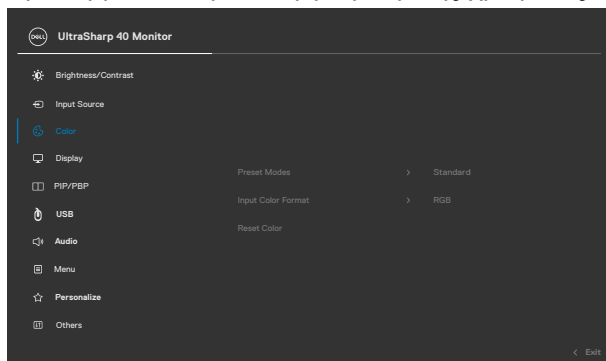 DELL UltraSharp 40 Monitor
Brightness/Contrast
Input Source
Color
Display
Preset Modes > Standard
PIP/PBP
Input Color Format > RGB
USB
Reset Color
Audio
Menu
Personalize
Others
< Exit